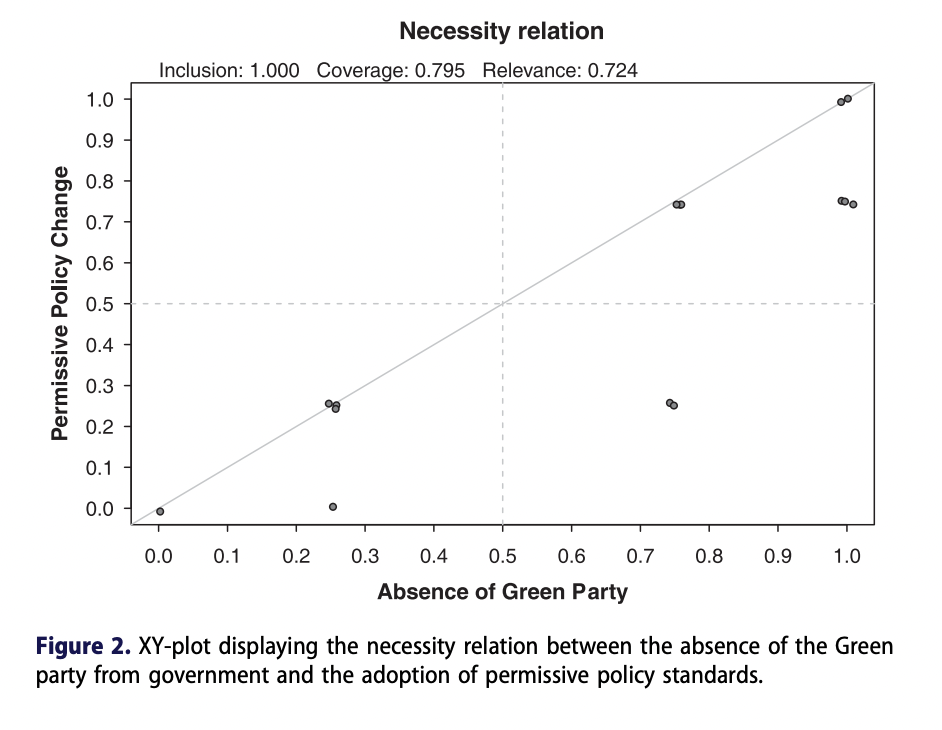 Necessity relation
Inclusion: 1.000 Coverage: 0.795 Relevance: 0.724
1.0
0.9
0.8
0.7
0.6
0.5
0.4
0.3
0.2
0.1
0.0
Permissive Policy Change
0.0 0.1 0.2 0.3 0.4 0.5 0.6 0.7 0.8 0.9 1.0
Absence of Green Party
Figure 2. XY-plot displaying the necessity relation between the absence of the Green
party from government and the adoption of permissive policy standards.